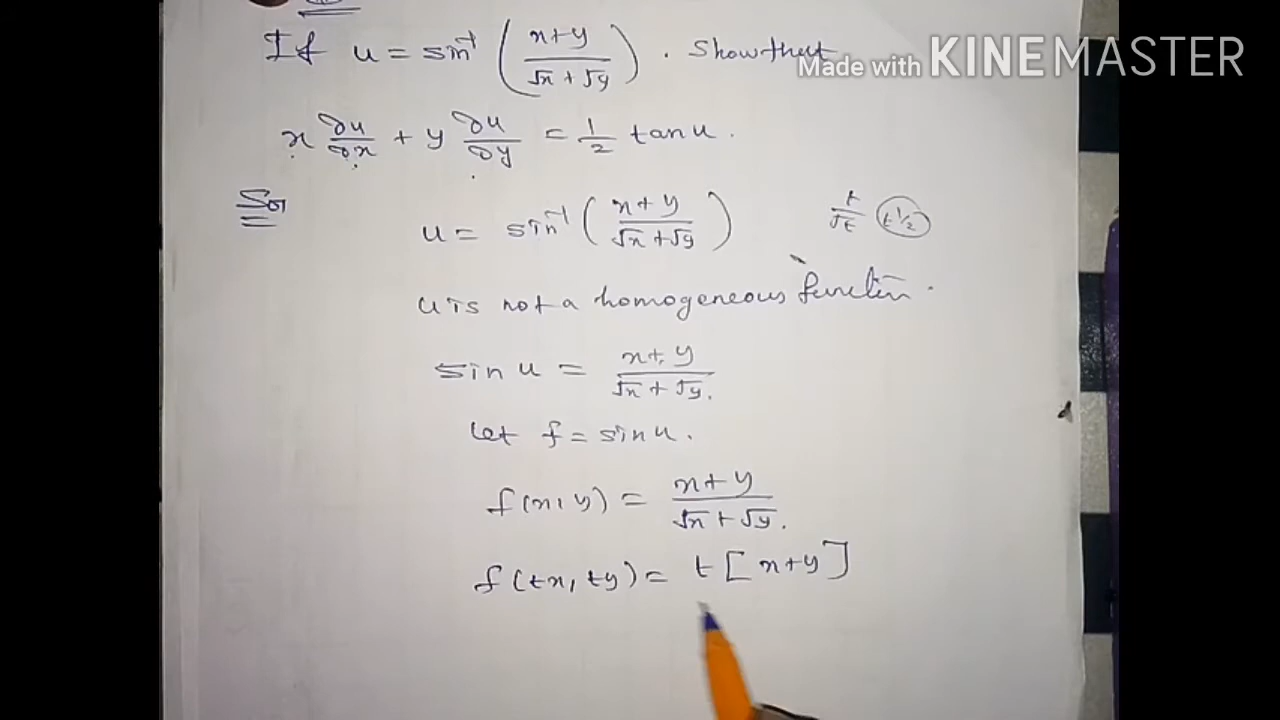 If u = sin⁻¹ ( x+y / √x + √y ) . Show that
Made with KINEMASTER
x ∂u/∂x + y ∂u/∂y = 1/2 tan u .
Sol
u = sin⁻¹ ( x+y / √x + √y )
t/√t t^1/2
u is not a homogeneous function .
sin u = x+y / √x + √y .
Let f = sin u .
f(x, y) = x+y / √x + √y .
f(tx, ty) = t [ x+y ]